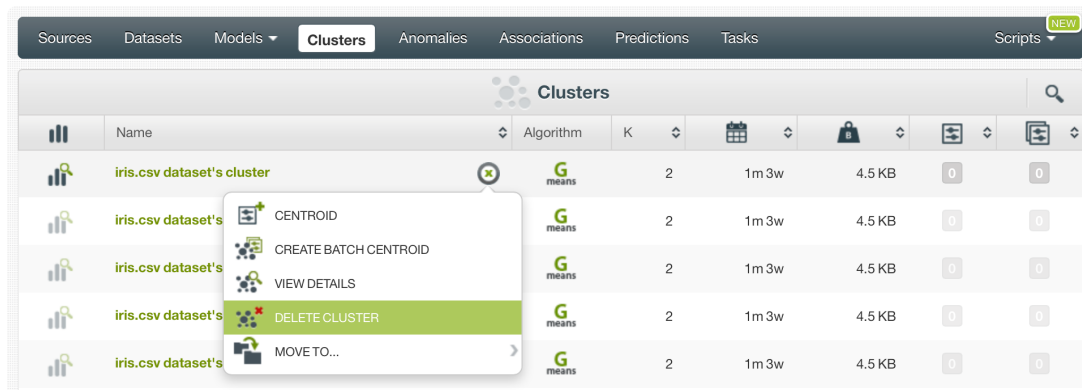 NEW
Sources Datasets Models Clusters Anomalies Associations Predictions Tasks Scripts
Clusters
Name Algorithm K B
iris.csv dataset's cluster G means 2 1m 3w 4.5 KB 0 0
iris.csv dataset's G means 2 1m 3w 4.5 KB 0 0
iris.csv dataset's G means 2 1m 3w 4.5 KB 0 0
iris.csv dataset's G means 2 1m 3w 4.5 KB 0 0
iris.csv dataset's G means 2 1m 3w 4.5 KB 0 0
CENTROID
CREATE BATCH CENTROID
VIEW DETAILS
DELETE CLUSTER
MOVE TO...